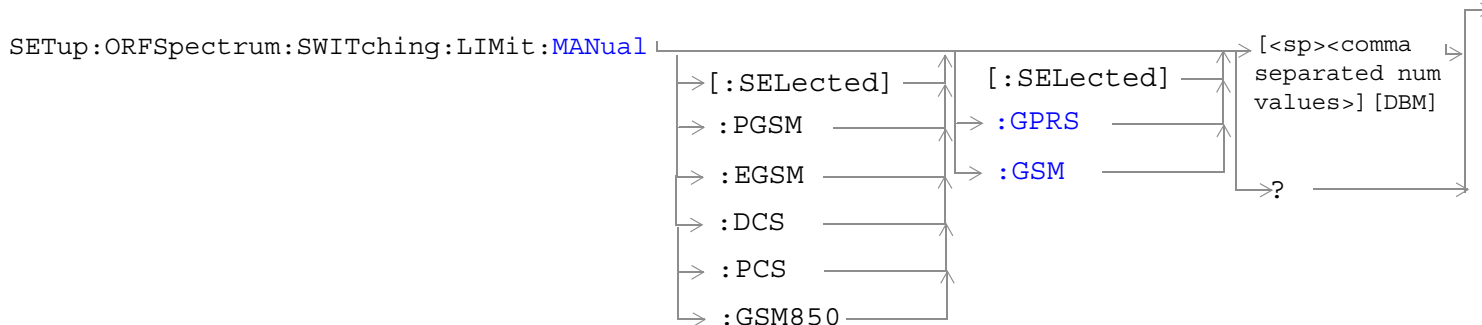 SETup:ORFSpectrum:SWITching:LIMit:MANual
[:SELected]
:PGSM
:EGSM
:DCS
:PCS
:GSM850
[:SELected]
:GPRS
:GSM
[<sp><comma
separated num
values>][DBM]
?